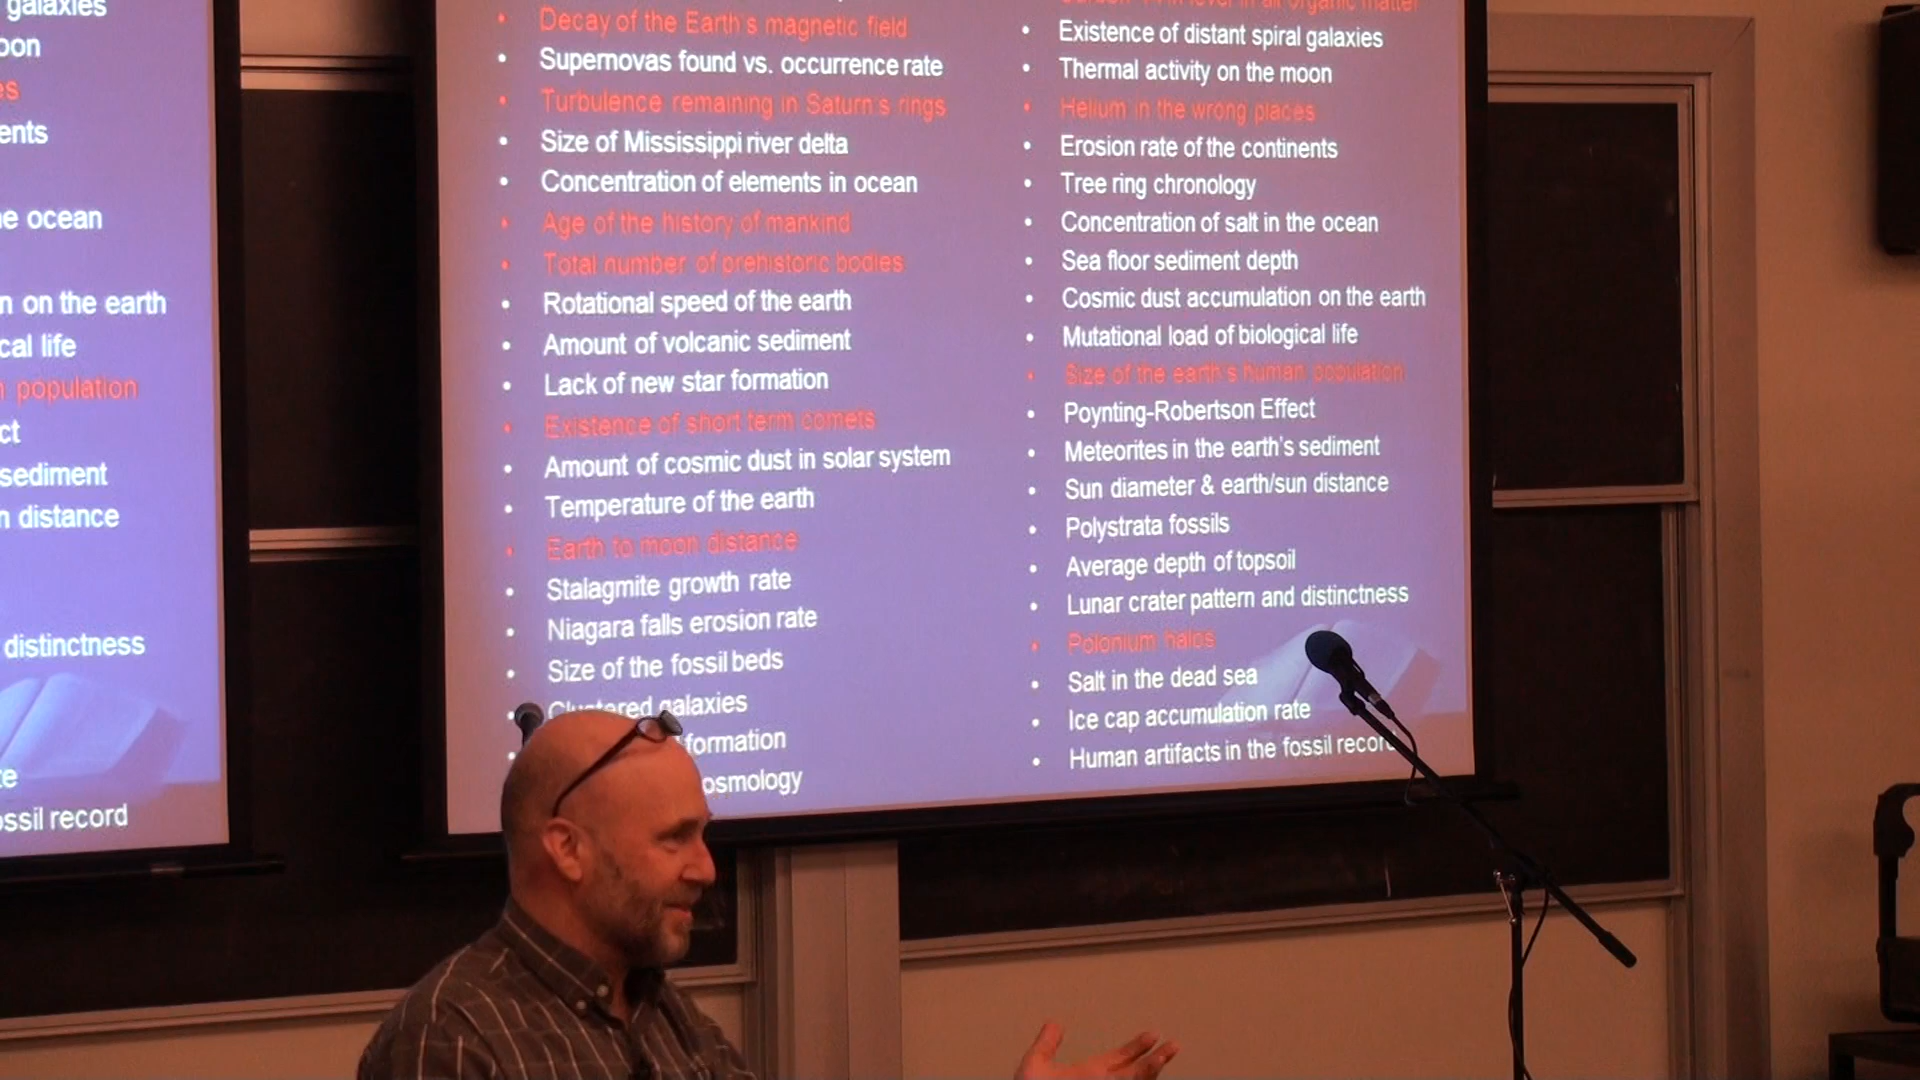 galaxies
oon
es
ents
e ocean
n on the earth
cal life
n population
ct
sediment
n distance
distinctness
te
ossil record
Decay of the Earth's magnetic field
Supernovas found vs. occurrence rate
Turbulence remaining in Saturn's rings
Size of Mississippi river delta
Concentration of elements in ocean
Age of the history of mankind
Total number of prehistoric bodies
Rotational speed of the earth
Amount of volcanic sediment
Lack of new star formation
Existence of short term comets
Amount of cosmic dust in solar system
Temperature of the earth
Earth to moon distance
Stalagmite growth rate
Niagara falls erosion rate
Size of the fossil beds
Clustered galaxies
formation
osmology
level in all organic matter
Existence of distant spiral galaxies
Thermal activity on the moon
Helium in the wrong places
Erosion rate of the continents
Tree ring chronology
Concentration of salt in the ocean
Sea floor sediment depth
Cosmic dust accumulation on the earth
Mutational load of biological life
Size of the earth's human population
Poynting-Robertson Effect
Meteorites in the earth's sediment
Sun diameter & earth/sun distance
Polystrata fossils
Average depth of topsoil
Lunar crater pattern and distinctness
Polonium halos
Salt in the dead sea
Ice cap accumulation rate
Human artifacts in the fossil record